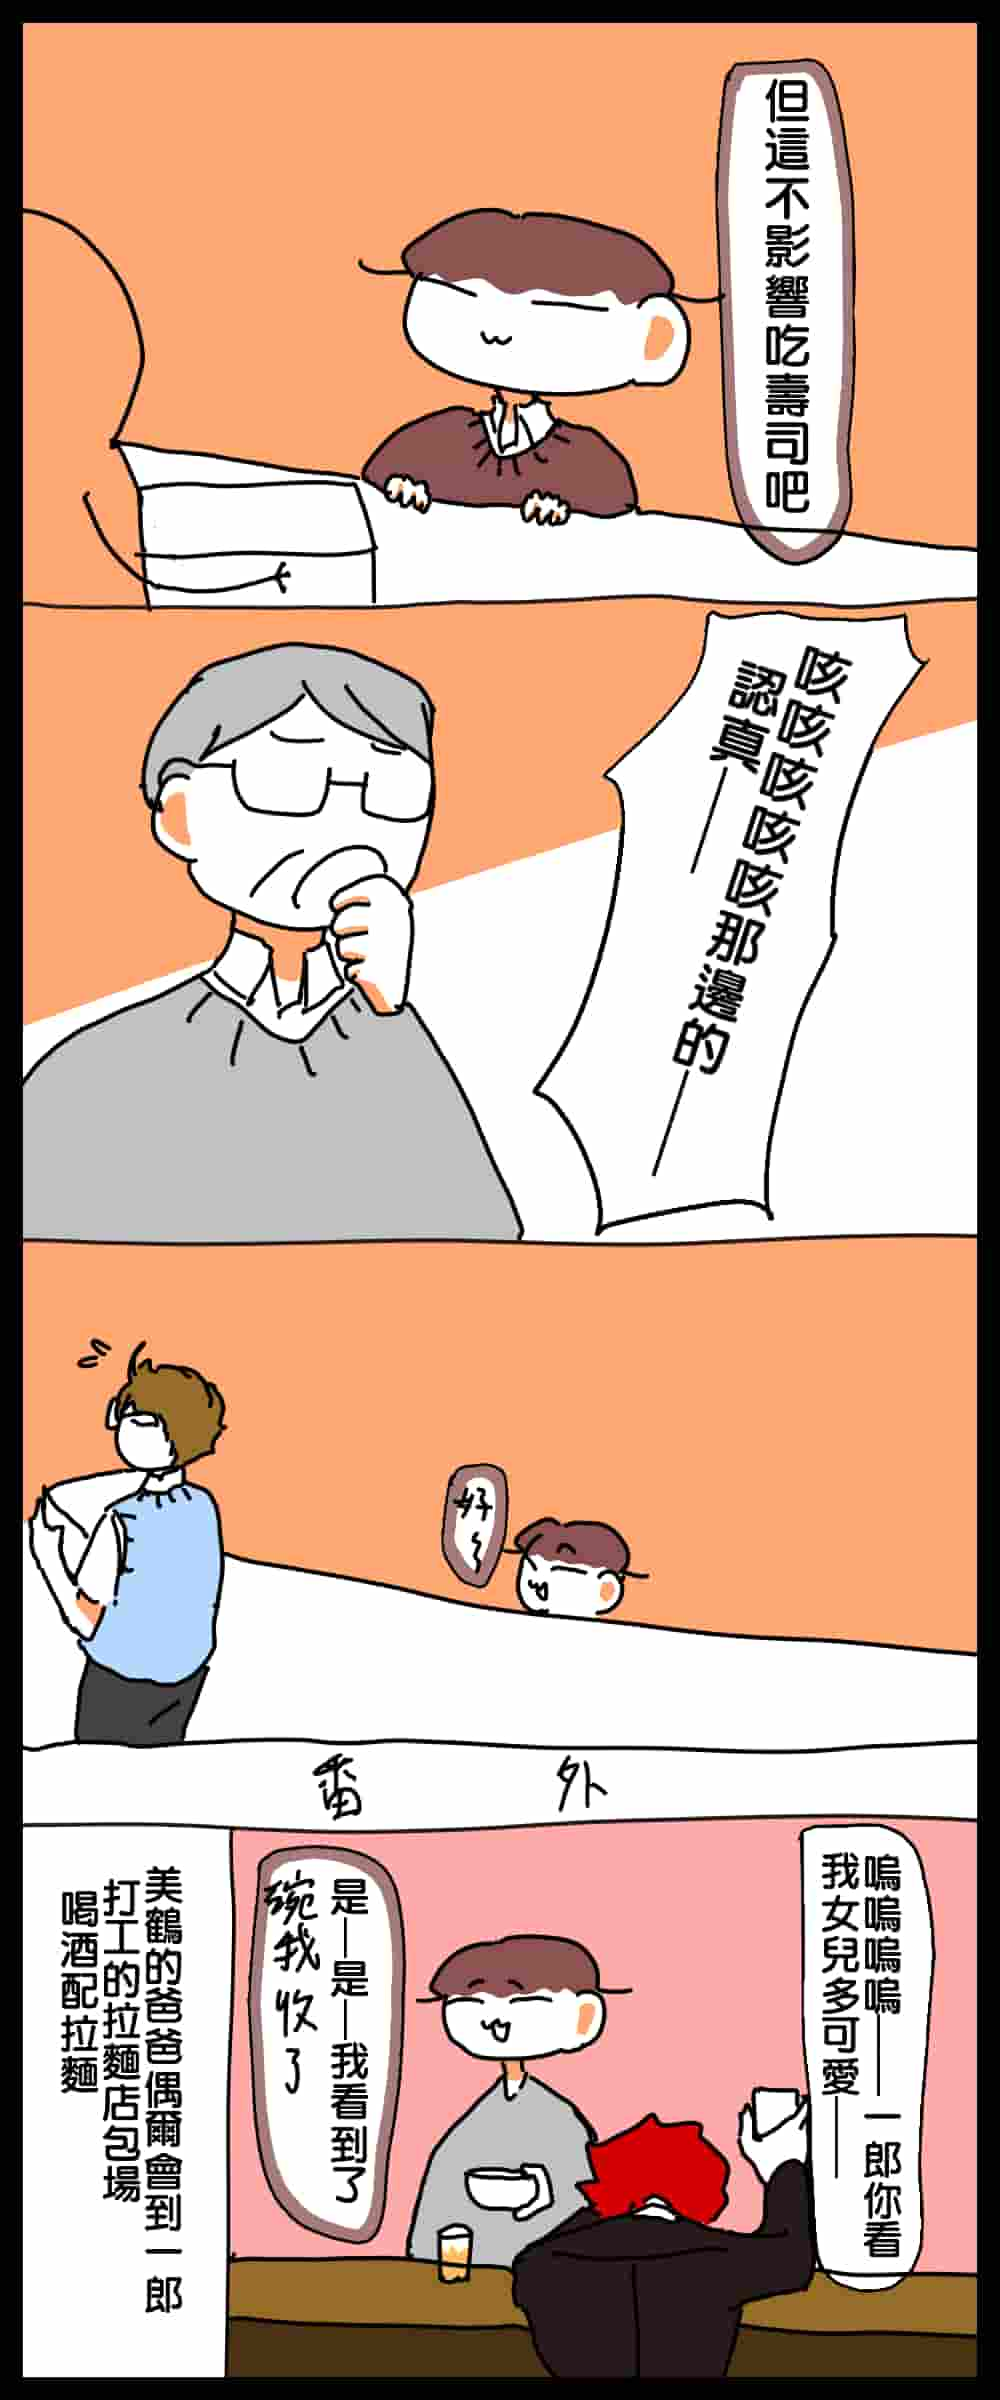 但這不影響吃壽司吧
咳咳咳咳咳那邊的——
認真——
好~
番外
嗚嗚嗚嗚——一郎你看
我女兒多可愛——
是—是—我看到了
碗我收了
美鶴的爸爸偶爾會到一郎
打工的拉麵店包場
喝酒配拉麵